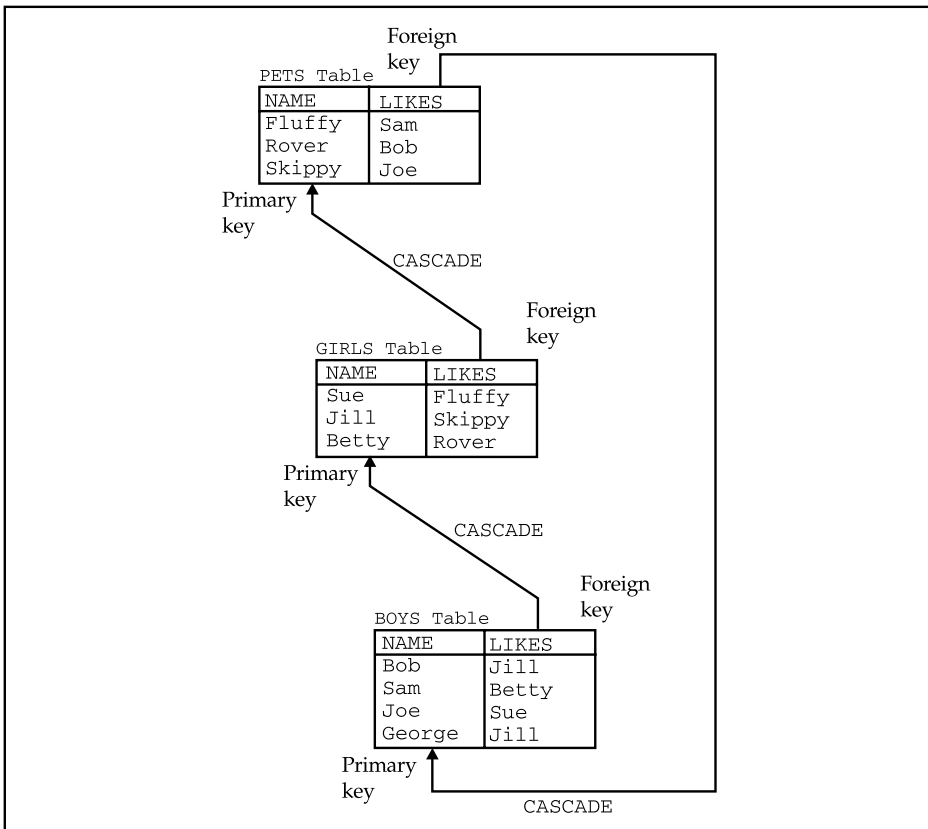 Foreign
key
PETS Table
NAME LIKES
Fluffy Sam
Rover Bob
Skippy Joe
Primary
key
CASCADE
Foreign
key
GIRLS Table
NAME LIKES
Sue Fluffy
Jill Skippy
Betty Rover
Primary
key
CASCADE
Foreign
key
BOYS Table
NAME LIKES
Bob Jill
Sam Betty
Joe Sue
George Jill
Primary
key
CASCADE